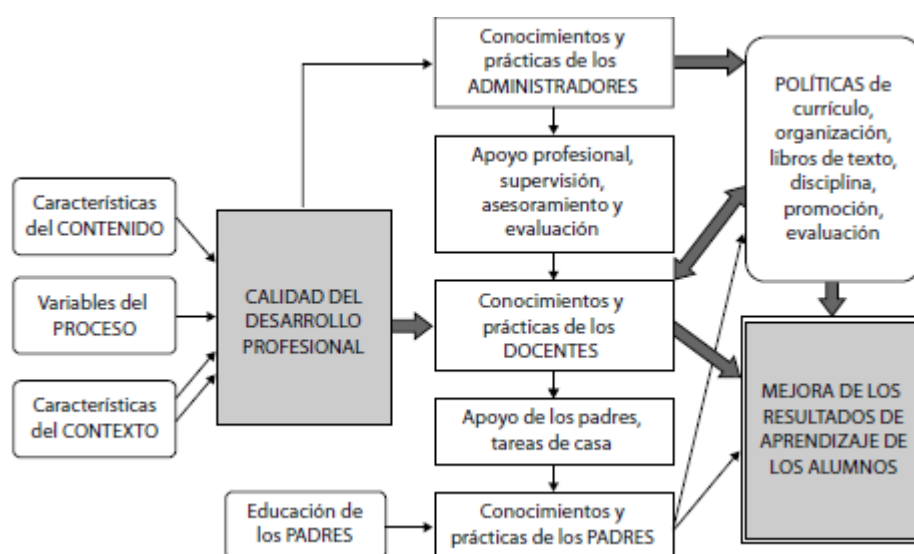 Conocimientos y
prácticas de los
ADMINISTRADORES
POLÍTICAS de
currículo,
organización,
libros de texto,
disciplina,
promoción,
evaluación
Apoyo profesional,
supervisión,
asesoramiento y
evaluación
Características
del CONTENIDO
Variables del
PROCESO
Características
del CONTEXTO
CALIDAD DEL
DESARROLLO
PROFESIONAL
Conocimientos y
prácticas de los
DOCENTES
MEJORA DE LOS
RESULTADOS DE
APRENDIZAJE DE
LOS ALUMNOS
Apoyo de los padres,
tareas de casa
Educación de
los PADRES
Conocimientos y
prácticas de los PADRES